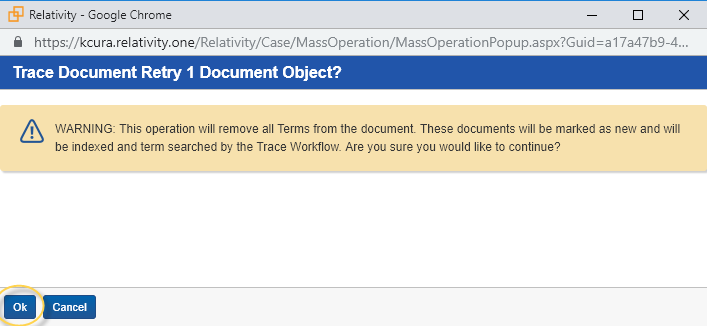 Relativity - Google Chrome
https://kcura.relativity.one/Relativity/Case/MassOperation/MassOperationPopup.aspx?Guid=a17a47b9-4...
Trace Document Retry 1 Document Object?
WARNING: This operation will remove all Terms from the document. These documents will be marked as new and will
be indexed and term searched by the Trace Workflow. Are you sure you would like to continue?
Ok Cancel